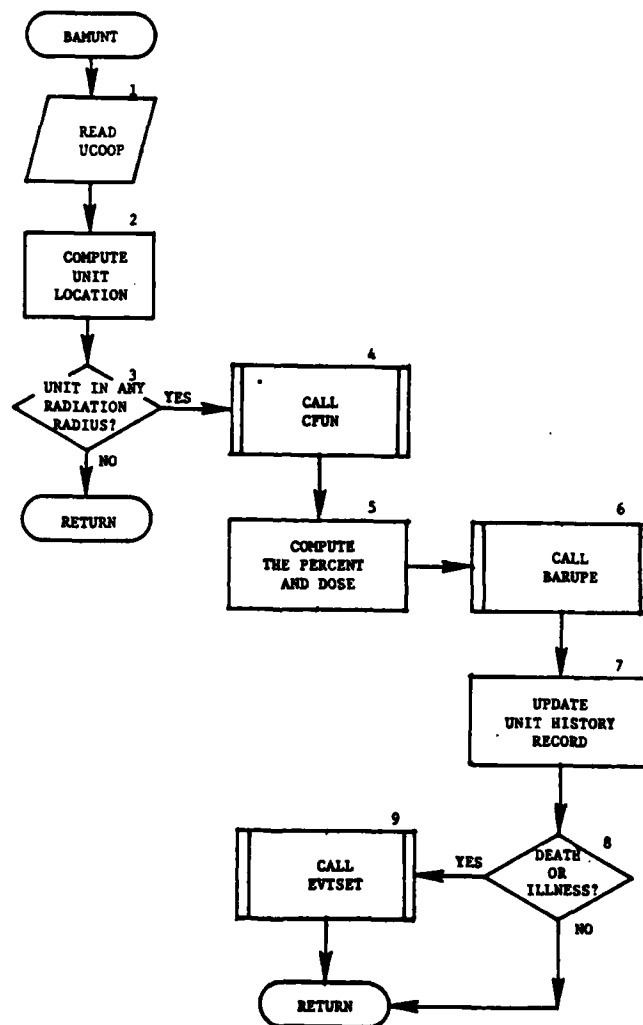 BAMUNT
1
READ
UCOOP
2
COMPUTE
UNIT
LOCATION
3
UNIT IN ANY
RADIATION
RADIUS?
YES
NO
RETURN
4
CALL
CFUN
5
COMPUTE
THE PERCENT
AND DOSE
6
CALL
BARUPE
7
UPDATE
UNIT HISTORY
RECORD
8
DEATH
OR
ILLNESS?
YES
NO
9
CALL
EVTSET
RETURN